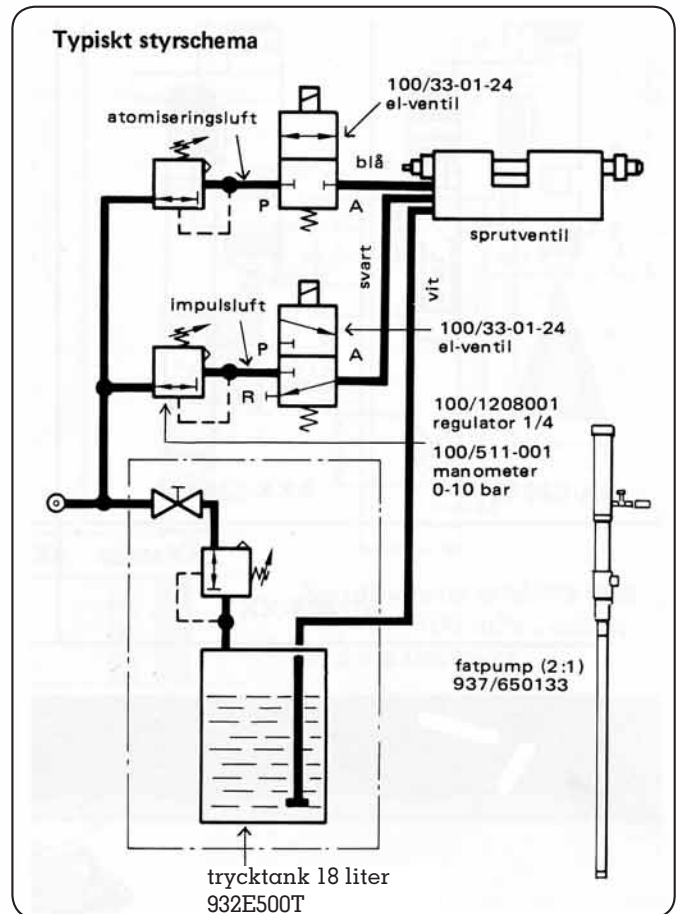 Typiskt styrschema
100/33-01-24
el-ventil
atomiseringsluft
blå
P
A
sprutventil
svart
vit
impulsluft
P
A
R
100/33-01-24
el-ventil
100/1208001
regulator 1/4
100/511-001
manometer
0-10 bar
fatpump (2:1)
937/650133
trycktank 18 liter
932E500T